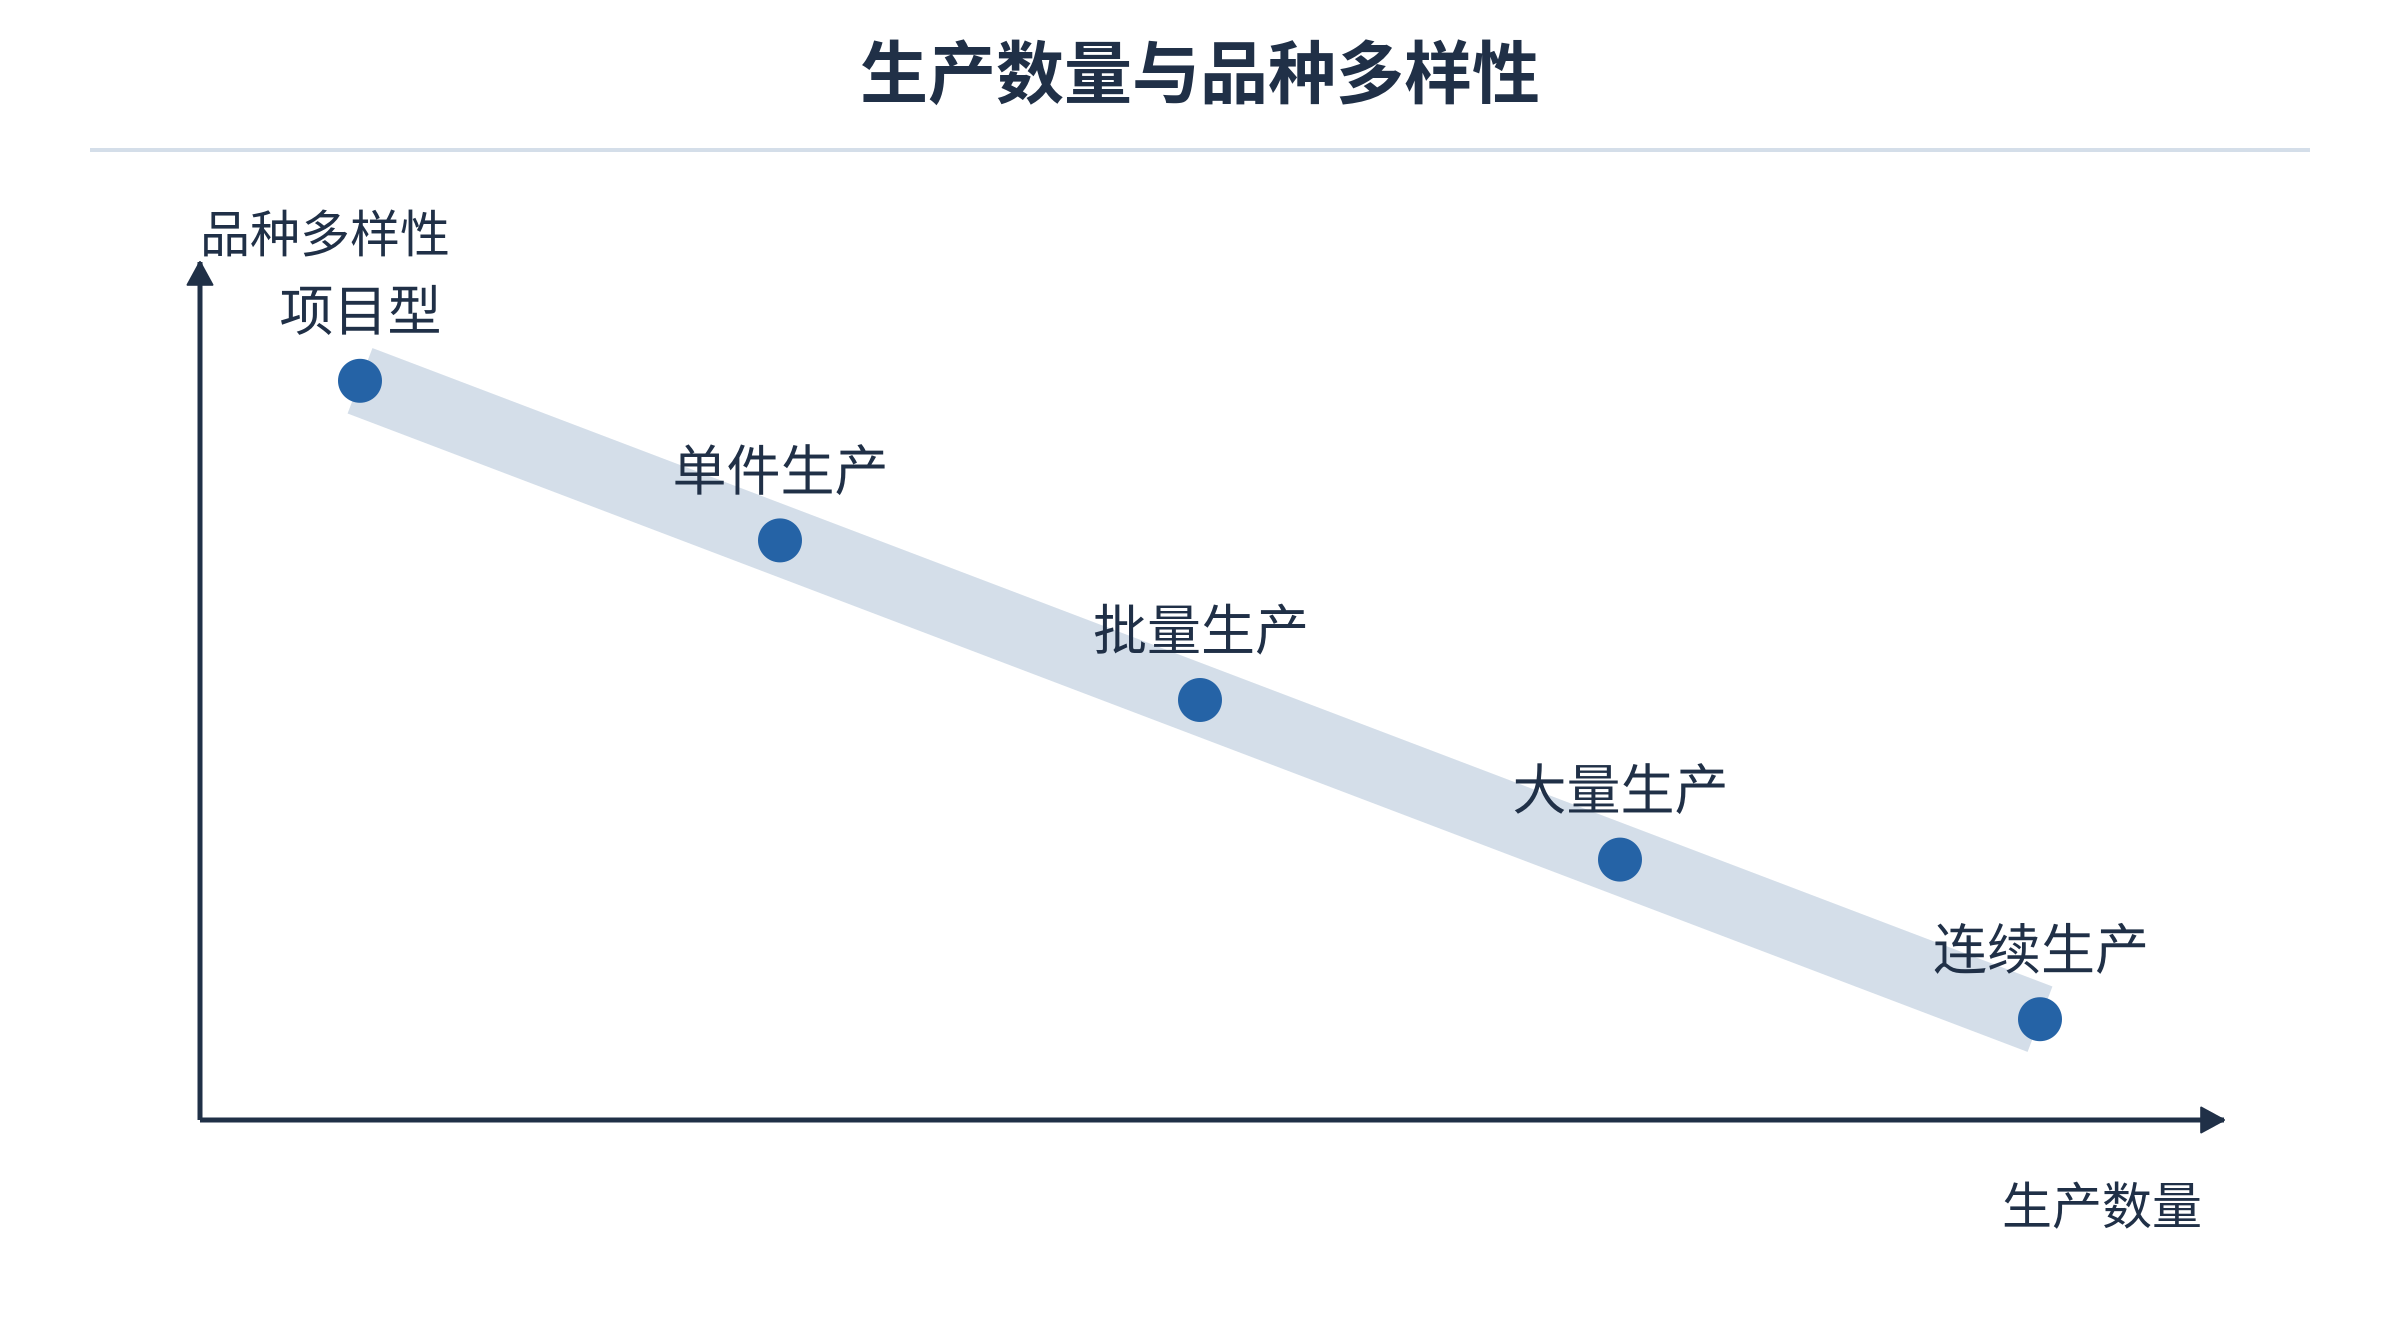 生产数量与品种多样性
品种多样性
项目型
单件生产
批量生产
大量生产
连续生产
生产数量